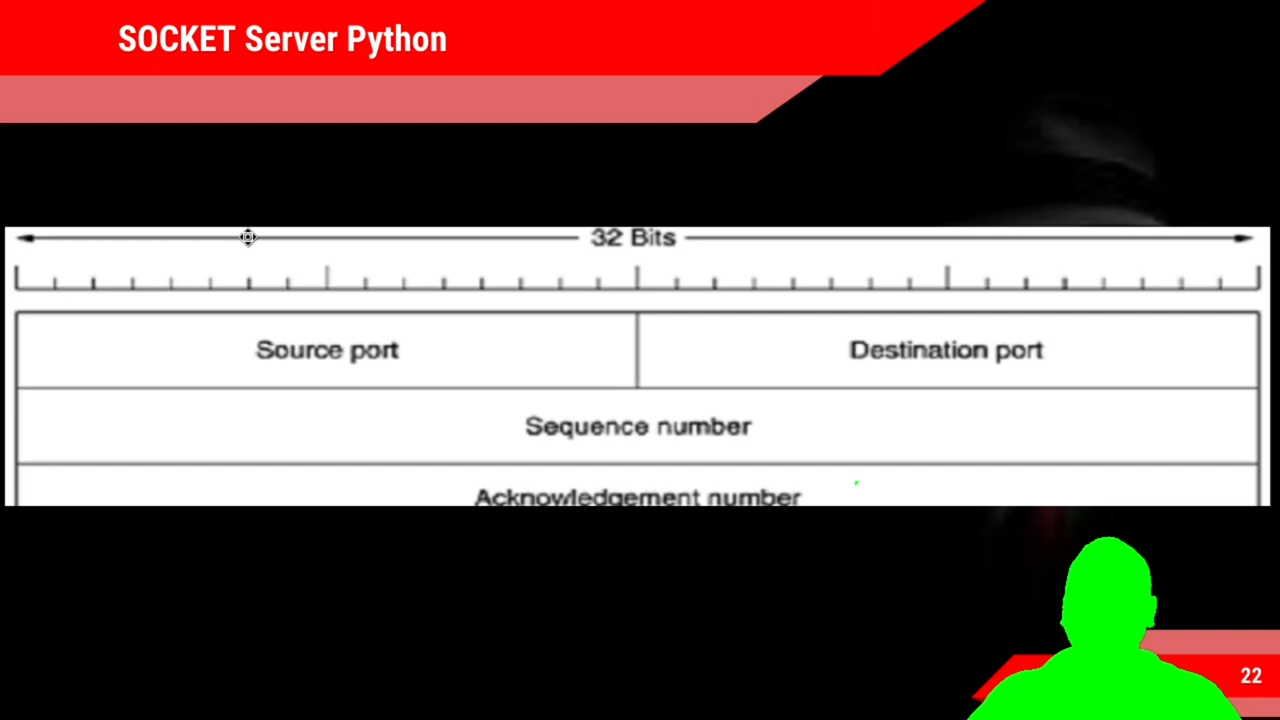 SOCKET Server Python
32 Bits
Source port
Destination port
Sequence number
Acknowledgement number
22